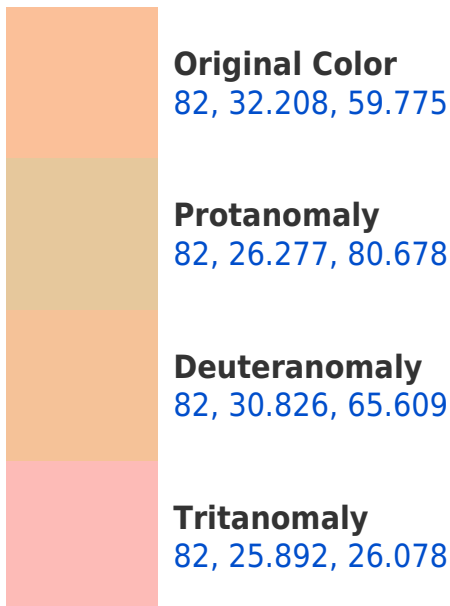 Original Color
82, 32.208, 59.775
Protanomaly
82, 26.277, 80.678
Deuteranomaly
82, 30.826, 65.609
Tritanomaly
82, 25.892, 26.078